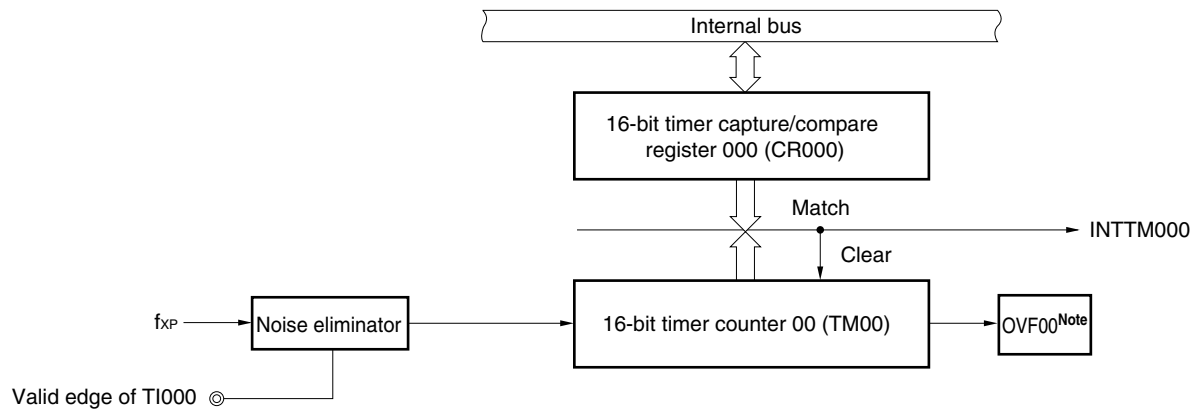 Internal bus
16-bit timer capture/compare
register 000 (CR000)
Match
INTTM000
Clear
fXP
Noise eliminator
16-bit timer counter 00 (TM00)
OVF00Note
Valid edge of TI000